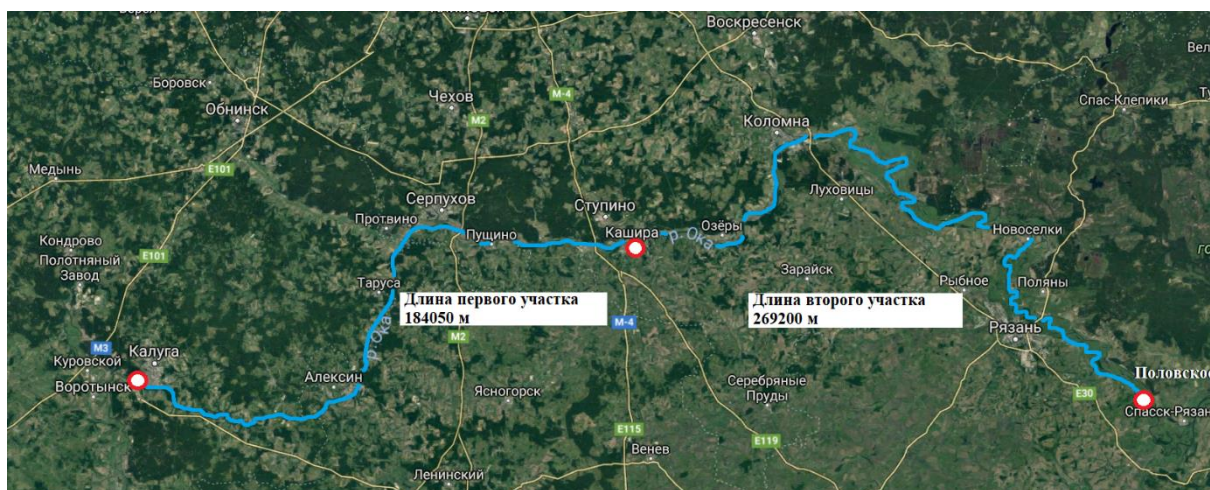 Воскресенск
Вел
Боровск
Обнинск
Чехов
M-4
M2
Спас-Клепики
Ту
Коломна
Медынь
E101
Серпухов
Ступино
Луховицы
Протвино
Кашира
Озёры
Пущино
р. Ока
Новоселки
Кондрово
Полотняный
Завод
E101
Зарайск
го
Таруса
Рыбное
Поляны
Длина первого участка
184050 м
Длина второго участка
269200 м
р. Ока
M-4
M2
Рязань
M3
Калуга
Куровской
Воротынск
Алексин
Ясногорск
Серебряные
Пруды
Половское
E30
Спасск-Рязан
E115
E119
Венев
Ленинский